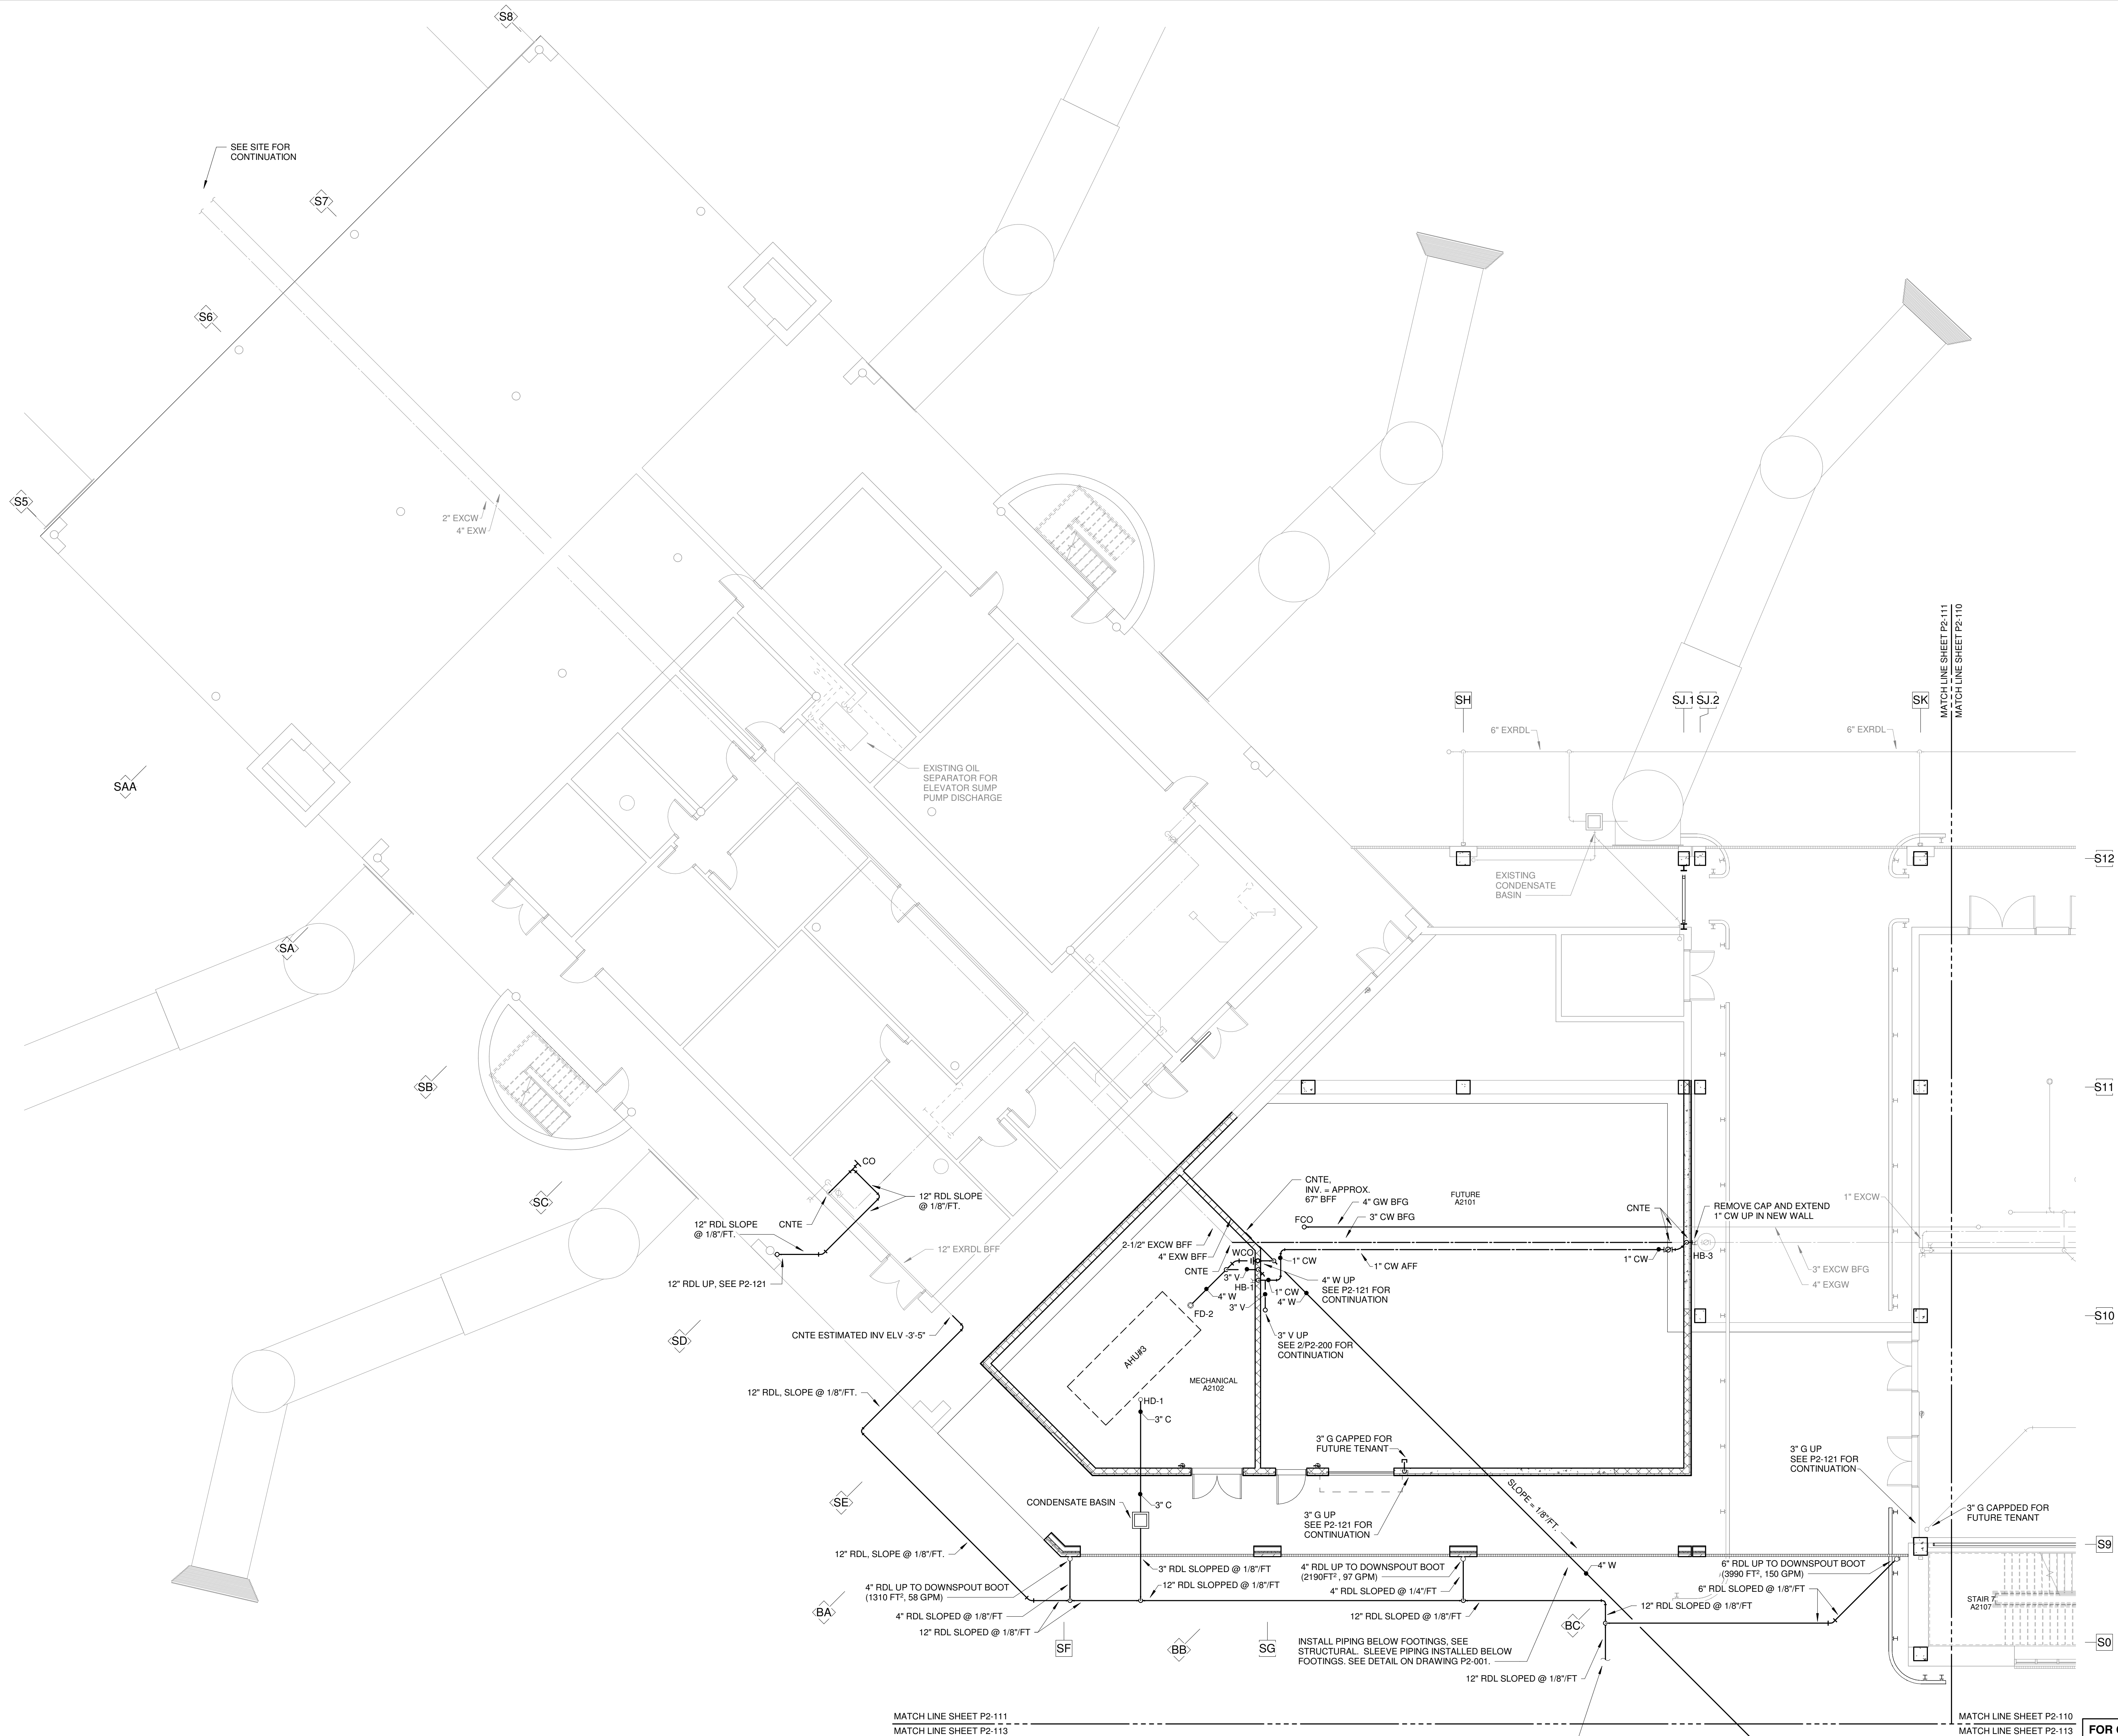 S8
SEE SITE FOR
CONTINUATION
S7
S6
S5
2" EXCW
4" EXW
SAA
EXISTING OIL
SEPARATOR FOR
ELEVATOR SUMP
PUMP DISCHARGE
SH
SJ.1
SJ.2
SK
MATCH LINE SHEET P2-111
MATCH LINE SHEET P2-110
6" EXRDL
6" EXRDL
EXISTING
CONDENSATE
BASIN
S12
SA
SB
S11
SC
CO
12" RDL SLOPE
@ 1/8"/FT.
12" RDL SLOPE
@ 1/8"/FT.
CNTE
12" RDL UP, SEE P2-121
12" EXRDL BFF
CNTE,
INV. = APPROX.
67" BFF
4" GW BFG
3" CW BFG
FCO
FUTURE
A2101
CNTE
REMOVE CAP AND EXTEND
1" CW UP IN NEW WALL
1" EXCW
2-1/2" EXCW BFF
4" EXW BFF
CNTE
WCO
3" V
HB-1
1" CW
1" CW AFF
1" CW
HB-3
3" EXCW BFG
4" EXGW
4" W UP
SEE P2-121 FOR
CONTINUATION
4" W
1" CW
4" W
3" V
FD-2
3" V UP
SEE 2/P2-200 FOR
CONTINUATION
S10
SD
CNTE ESTIMATED INV ELV -3'-5"
AHU#3
MECHANICAL
A2102
12" RDL, SLOPE @ 1/8"/FT.
HD-1
3" C
3" G CAPPED FOR
FUTURE TENANT
3" G UP
SEE P2-121 FOR
CONTINUATION
SE
CONDENSATE BASIN
3" C
SLOPE = 1/8"/FT.
3" G UP
SEE P2-121 FOR
CONTINUATION
3" G CAPPDED FOR
FUTURE TENANT
S9
12" RDL, SLOPE @ 1/8"/FT.
3" RDL SLOPPED @ 1/8"/FT
12" RDL SLOPPED @ 1/8"/FT
4" RDL UP TO DOWNSPOUT BOOT
(2190FT², 97 GPM)
4" RDL SLOPED @ 1/4"/FT
4" W
6" RDL UP TO DOWNSPOUT BOOT
(3990 FT², 150 GPM)
6" RDL SLOPED @ 1/8"/FT
4" RDL UP TO DOWNSPOUT BOOT
(1310 FT², 58 GPM)
4" RDL SLOPED @ 1/8"/FT
12" RDL SLOPED @ 1/8"/FT
12" RDL SLOPED @ 1/8"/FT
12" RDL SLOPED @ 1/8"/FT
STAIR 7
A2107
BA
SF
BB
SG
BC
S0
INSTALL PIPING BELOW FOOTINGS, SEE
STRUCTURAL. SLEEVE PIPING INSTALLED BELOW
FOOTINGS. SEE DETAIL ON DRAWING P2-001.
12" RDL SLOPED @ 1/8"/FT
MATCH LINE SHEET P2-111
MATCH LINE SHEET P2-113
MATCH LINE SHEET P2-110
MATCH LINE SHEET P2-113
FOR